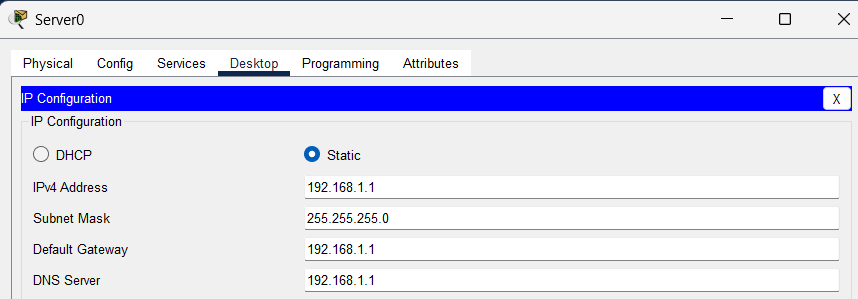 Server0
Physical Config Services Desktop Programming Attributes
IP Configuration X
IP Configuration
DHCP Static
IPv4 Address 192.168.1.1
Subnet Mask 255.255.255.0
Default Gateway 192.168.1.1
DNS Server 192.168.1.1